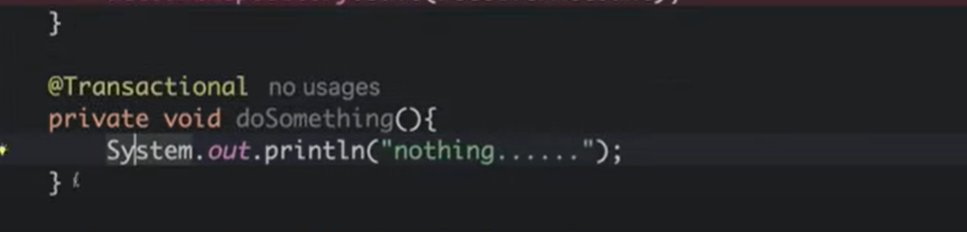 }
@Transactional no usages
private void doSomething(){
System.out.println("nothing......");
}